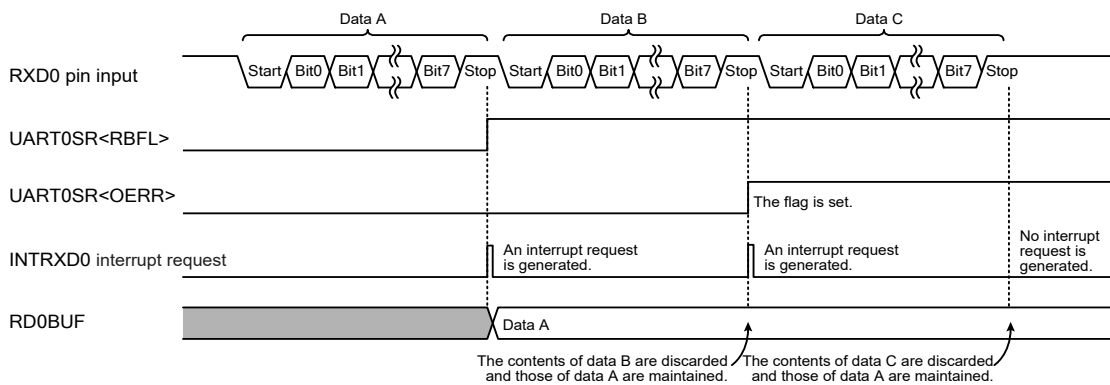 Data A Data B Data C
RXD0 pin input Start Bit0 Bit1 Bit7 Stop Start Bit0 Bit1 Bit7 Stop Start Bit0 Bit1 Bit7 Stop
UART0SR<RBFL>
UART0SR<OERR>
The flag is set.
INTRXD0 interrupt request
An interrupt request
is generated.
An interrupt request
is generated.
No interrupt
request is
generated.
RD0BUF
Data A
The contents of data B are discarded
and those of data A are maintained.
The contents of data C are discarded
and those of data A are maintained.